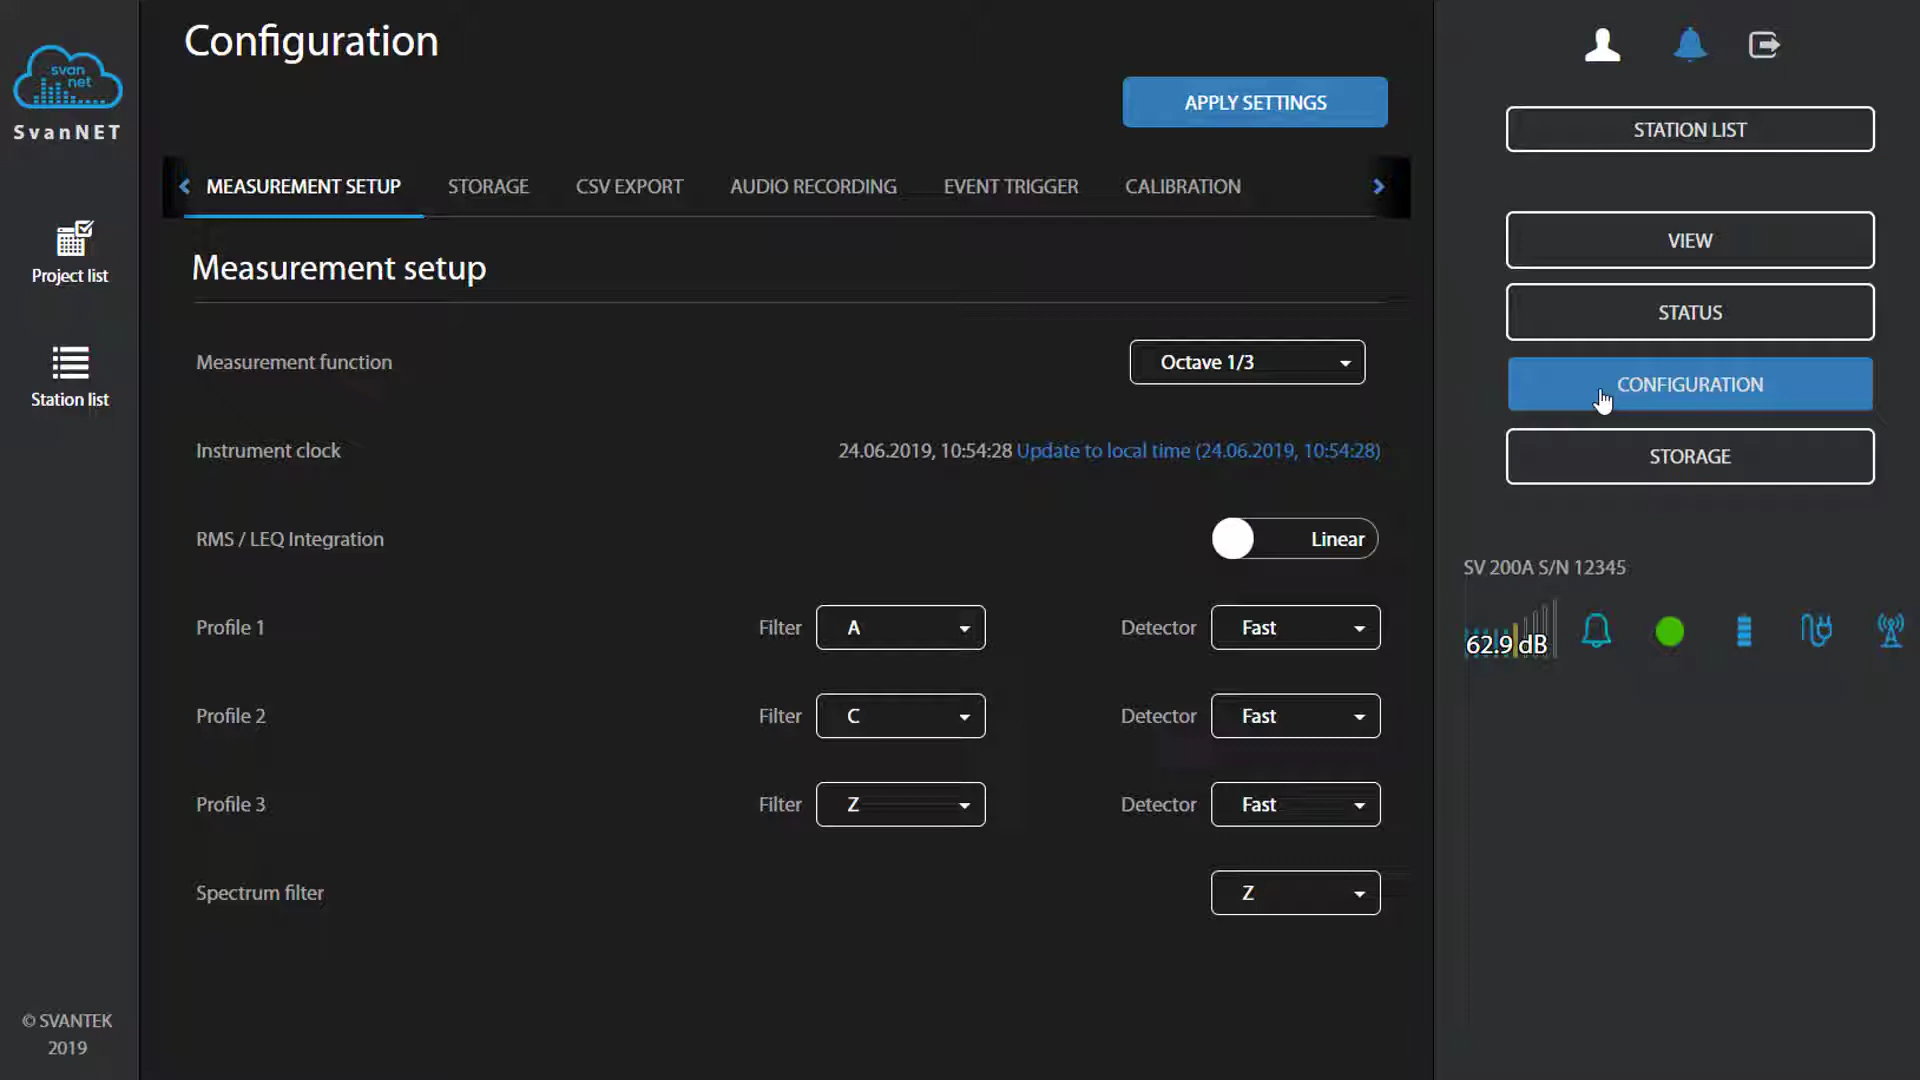 svan
net
SvanNET
Project list
Station list
© SVANTEK
2019
Configuration
APPLY SETTINGS
MEASUREMENT SETUP STORAGE CSV EXPORT AUDIO RECORDING EVENT TRIGGER CALIBRATION
Measurement setup
Measurement function Octave 1/3
Instrument clock 24.06.2019, 10:54:28 Update to local time (24.06.2019, 10:54:28)
RMS / LEQ Integration Linear
Profile 1 Filter A Detector Fast
Profile 2 Filter C Detector Fast
Profile 3 Filter Z Detector Fast
Spectrum filter Z
STATION LIST
VIEW
STATUS
CONFIGURATION
STORAGE
SV 200A S/N 12345
62.9 dB